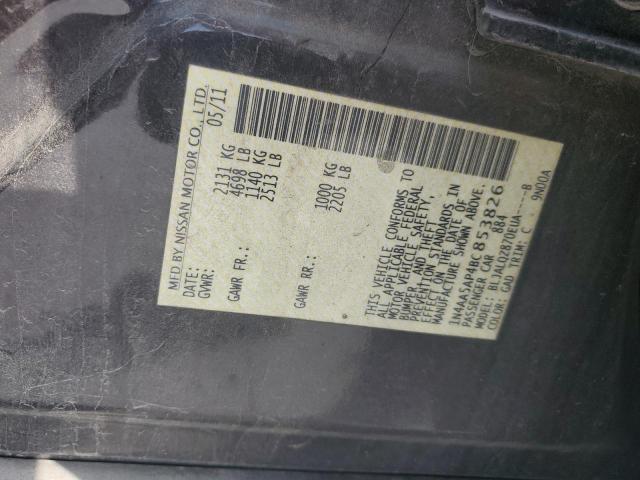 MFD BY NISSAN MOTOR CO., LTD.
DATE: 05/11
GVWR: 2131 KG
4698 LB
GAWR FR.: 1140 KG
2513 LB
GAWR RR.: 1000 KG
2205 LB
THIS VEHICLE CONFORMS TO
ALL APPLICABLE FEDERAL
MOTOR VEHICLE SAFETY,
BUMPER, AND THEFT
PREVENTION STANDARDS IN
EFFECT ON THE DATE OF
MANUFACTURE SHOWN ABOVE.
1N4AA5AP4BC853826
PASSENGER CAR
MODEL: B
COLOR: GAD TRIM: C 9N00A